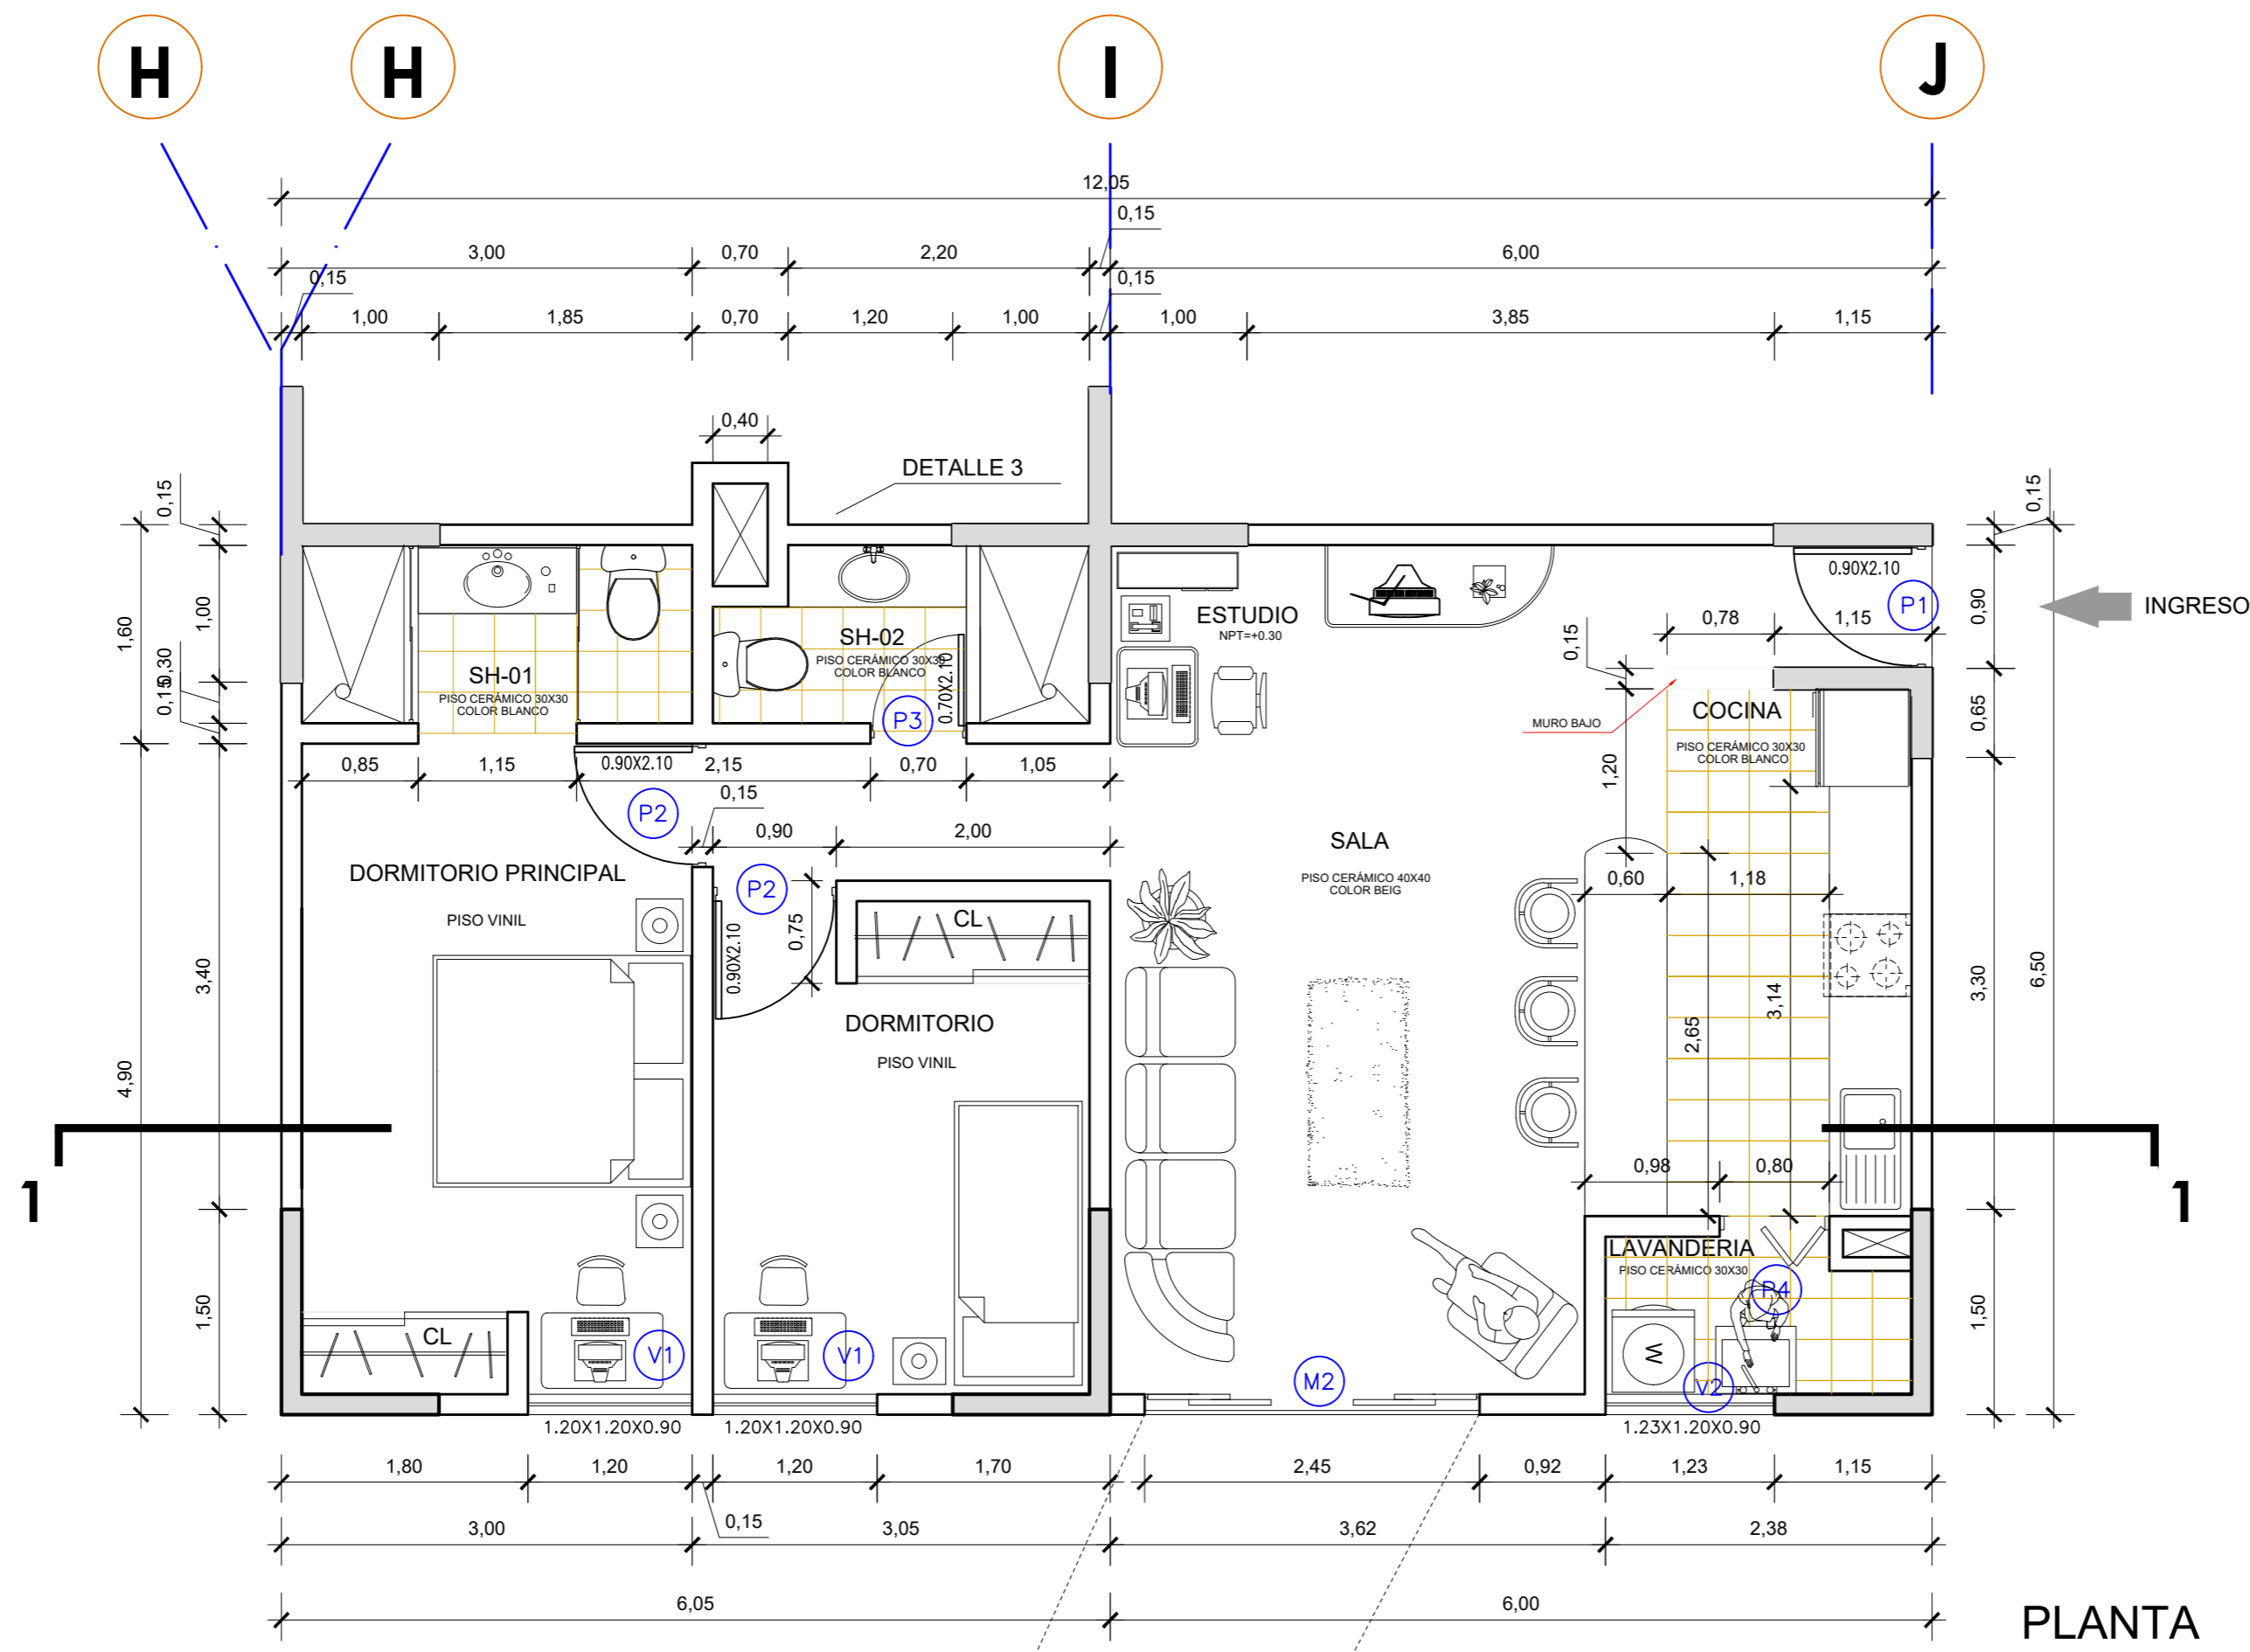 H H I J
12,05
0,15
3,00 0,70 2,20 6,00
0,15 0,15
1,00 1,85 0,70 1,20 1,00 1,00 3,85 1,15
0,40
DETALLE 3
0,15
0,15
0.90X2.10
1,60
1,00
P1
0,90
INGRESO
ESTUDIO
NPT=+0.30
0,78 1,15
SH-02
PISO CERÁMICO 30X30
COLOR BLANCO
0,15
0,30
0,15
SH-01
PISO CERÁMICO 30X30
COLOR BLANCO
0.70X2.10
P3
MURO BAJO
COCINA
PISO CERÁMICO 30X30
COLOR BLANCO
0,65
0,85 1,15 0.90X2.10 2,15 0,70 1,05
1,20
0,15
P2
0,90 2,00
SALA
PISO CERÁMICO 40X40
COLOR BEIG
DORMITORIO PRINCIPAL
PISO VINIL
P2
0,60 1,18
0,75
CL
0.90X2.10
3,40
3,30
6,50
3,14
2,65
DORMITORIO
PISO VINIL
4,90
0,98 0,80
1 1
LAVANDERIA
PISO CERÁMICO 30X30
P4
1,50
1,50
CL
V1 V1
W
M2
V2
1.20X1.20X0.90 1.20X1.20X0.90 1.23X1.20X0.90
1,80 1,20 1,20 1,70 2,45 0,92 1,23 1,15
3,00 0,15 3,05 3,62 2,38
6,05 6,00
PLANTA